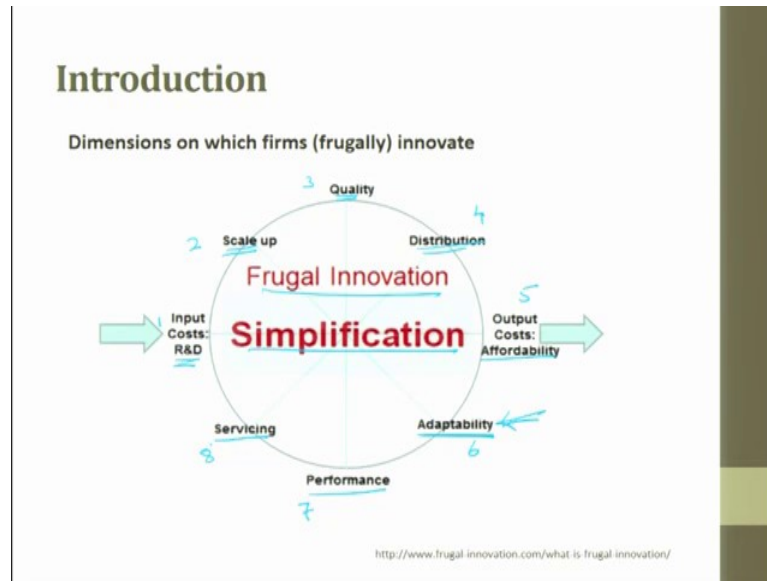 Introduction
Dimensions on which firms (frugally) innovate
3 Quality
2 Scale up
4 Distribution
Frugal Innovation
1 Input Costs: R&D
Simplification
5 Output Costs: Affordability
8 Servicing
Adaptability 6
Performance
7
http://www.frugal-innovation.com/what-is-frugal-innovation/